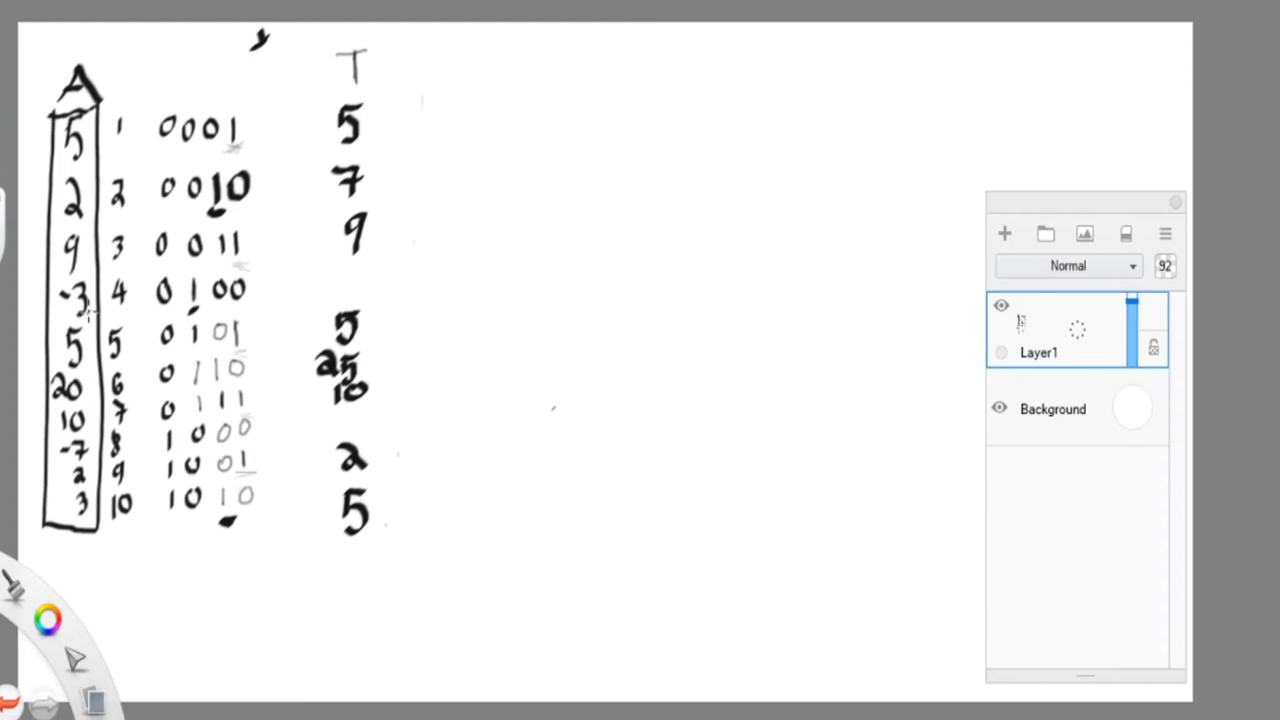 A T
5 1 0001 5
2 2 0010 7
9 3 0011 9
-3 4 0100
5 5 0101 5
20 6 0110 25
10 7 0111 10
-7 8 1000
2 9 1001 2
3 10 1010 5
Normal 92
Layer1
Background